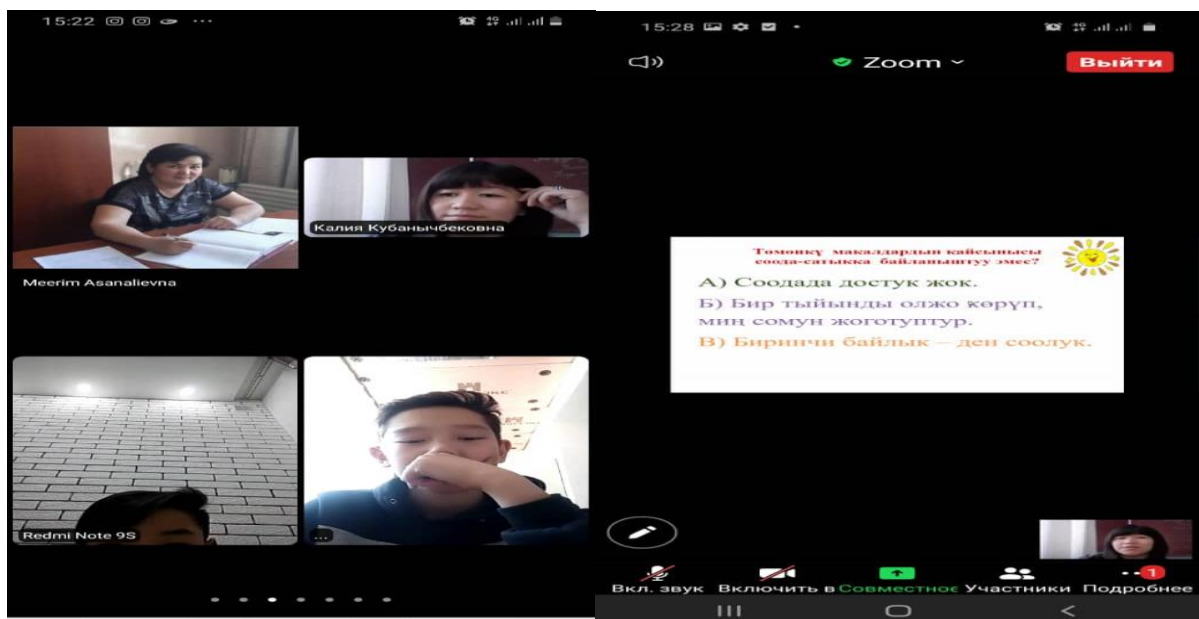 15:22
Meerim Asanalievna
Калия Кубанычбековна
Redmi Note 9S
...
15:28
Zoom
Выйти
Төмөнкү макалдардын кайсынысы
соода-сатыкка байланыштуу эмес?
А) Соодада достук жок.
Б) Бир тыйынды олжо көрүп,
миң сомун жоготуптур.
В) Биринчи байлык – ден соолук.
1
Вкл. звук Включить в Совместное Участники Подробнее